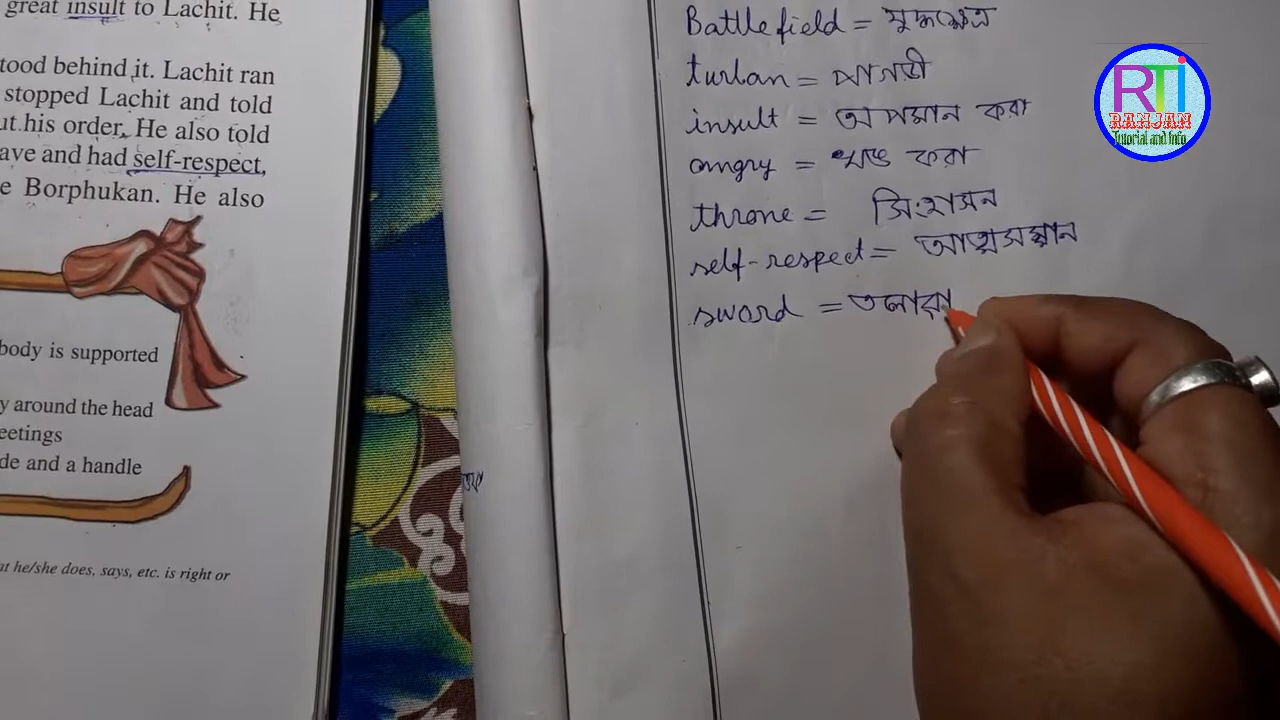 great insult to Lachit. He
tood behind it. Lachit ran
stopped Lachit and told
ut his order. He also told
ave and had self-respect,
e Borphukan. He also
body is supported
y around the head
eetings
de and a handle
at he/she does, says, etc. is right or
Battlefield = যুদ্ধক্ষেত্র
turban = পাগড়ী
insult = অপমান করা
angry = খঙ করা
throne = সিংহাসন
self-respect = আত্মসন্মান
sword = তলোৱা
RTI
RANJAN
Tutorial and Info